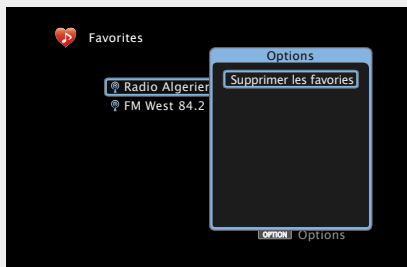 Favorites
Options
Supprimer les favories
Radio Algerien
FM West 84.2
OPTION Options